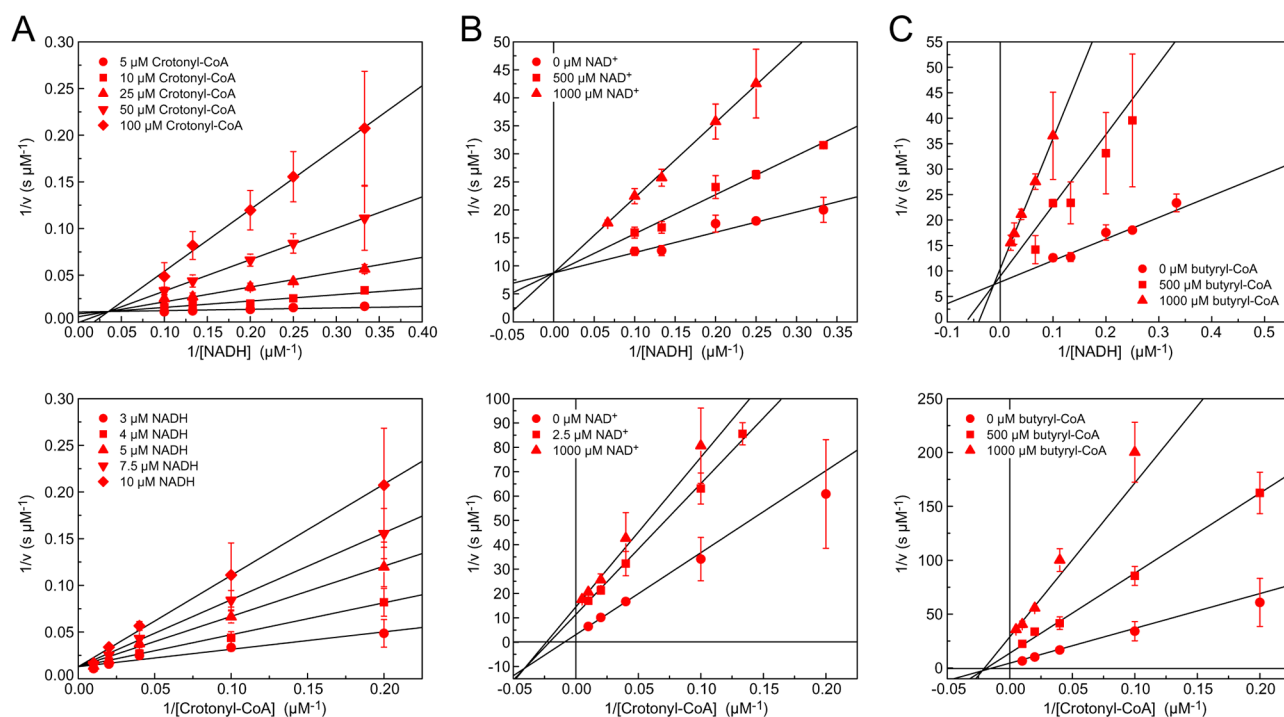 A
0.30
0.25
0.20
0.15
0.10
0.05
0.00
5 µM Crotonyl-CoA
10 µM Crotonyl-CoA
25 µM Crotonyl-CoA
50 µM Crotonyl-CoA
100 µM Crotonyl-CoA
1/v (s µM⁻¹)
0.00 0.05 0.10 0.15 0.20 0.25 0.30 0.35 0.40
1/[NADH] (µM⁻¹)
B
50
45
40
35
30
25
20
15
10
5
0
0 µM NAD⁺
500 µM NAD⁺
1000 µM NAD⁺
1/v (s µM⁻¹)
-0.05 0.00 0.05 0.10 0.15 0.20 0.25 0.30 0.35
1/[NADH] (µM⁻¹)
C
55
50
45
40
35
30
25
20
15
10
5
0
0 µM butyryl-CoA
500 µM butyryl-CoA
1000 µM butyryl-CoA
1/v (s µM⁻¹)
-0.1 0.0 0.1 0.2 0.3 0.4 0.5
1/[NADH] (µM⁻¹)
0.30
0.25
0.20
0.15
0.10
0.05
0.00
3 µM NADH
4 µM NADH
5 µM NADH
7.5 µM NADH
10 µM NADH
1/v (s µM⁻¹)
0.00 0.05 0.10 0.15 0.20
1/[Crotonyl-CoA] (µM⁻¹)
100
90
80
70
60
50
40
30
20
10
0
-10
0 µM NAD⁺
2.5 µM NAD⁺
1000 µM NAD⁺
1/v (s µM⁻¹)
-0.05 0.00 0.05 0.10 0.15 0.20
1/[Crotonyl-CoA] (µM⁻¹)
250
200
150
100
50
0
0 µM butyryl-CoA
500 µM butyryl-CoA
1000 µM butyryl-CoA
1/v (s µM⁻¹)
-0.05 0.00 0.05 0.10 0.15 0.20
1/[Crotonyl-CoA] (µM⁻¹)